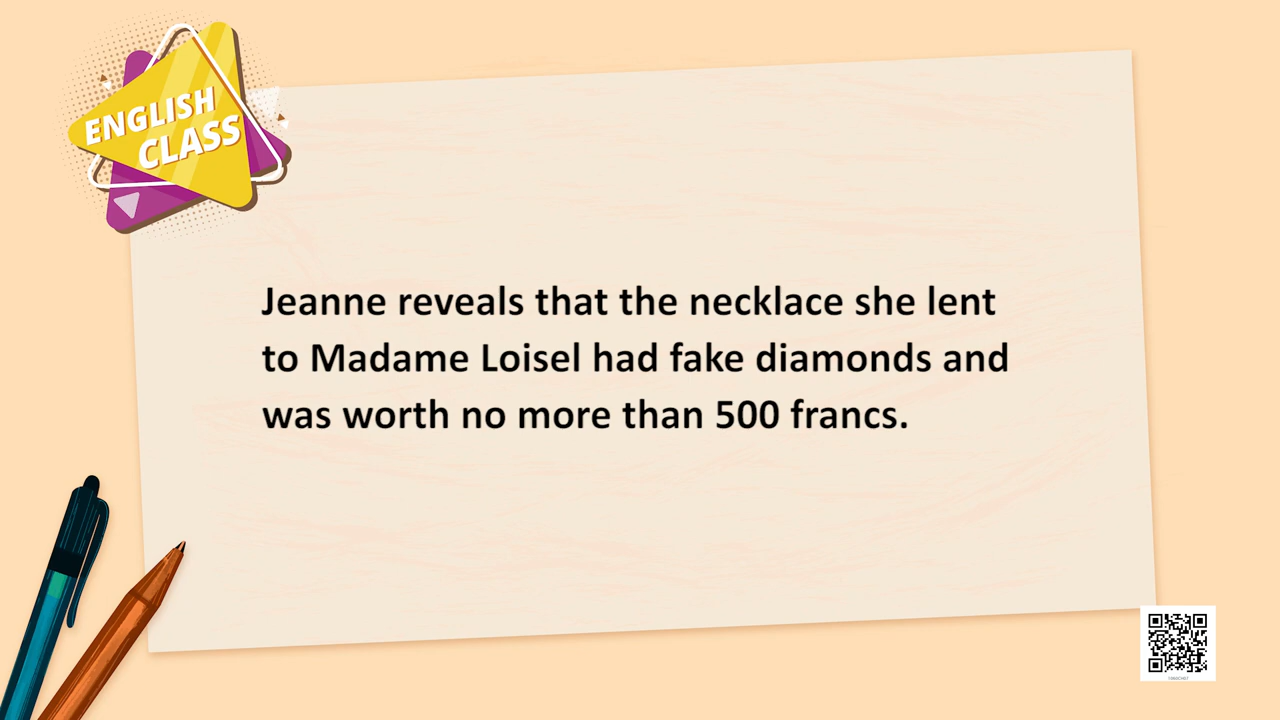 ENGLISH
CLASS
Jeanne reveals that the necklace she lent
to Madame Loisel had fake diamonds and
was worth no more than 500 francs.